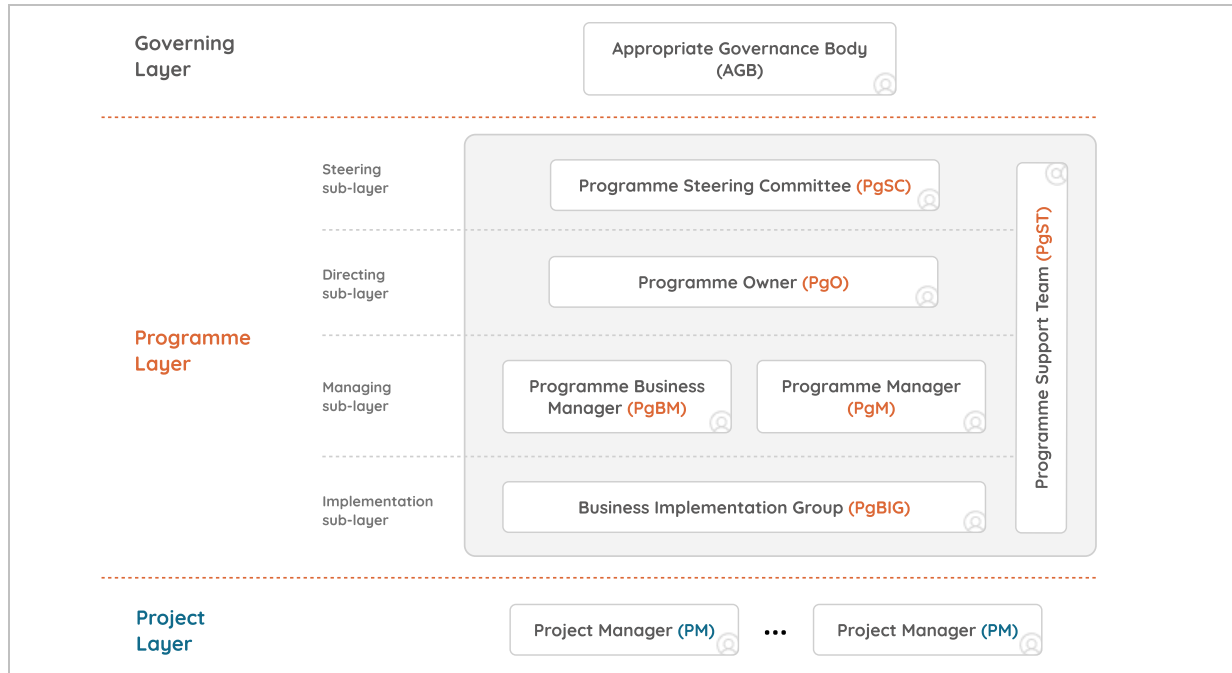 Governing
Layer
Appropriate Governance Body
(AGB)
Steering
sub-layer
Programme Steering Committee (PgSC)
Directing
sub-layer
Programme Owner (PgO)
Programme
Layer
Managing
sub-layer
Programme Business
Manager (PgBM)
Programme Manager
(PgM)
Implementation
sub-layer
Business Implementation Group (PgBIG)
Programme Support Team (PgST)
Project
Layer
Project Manager (PM)
•••
Project Manager (PM)